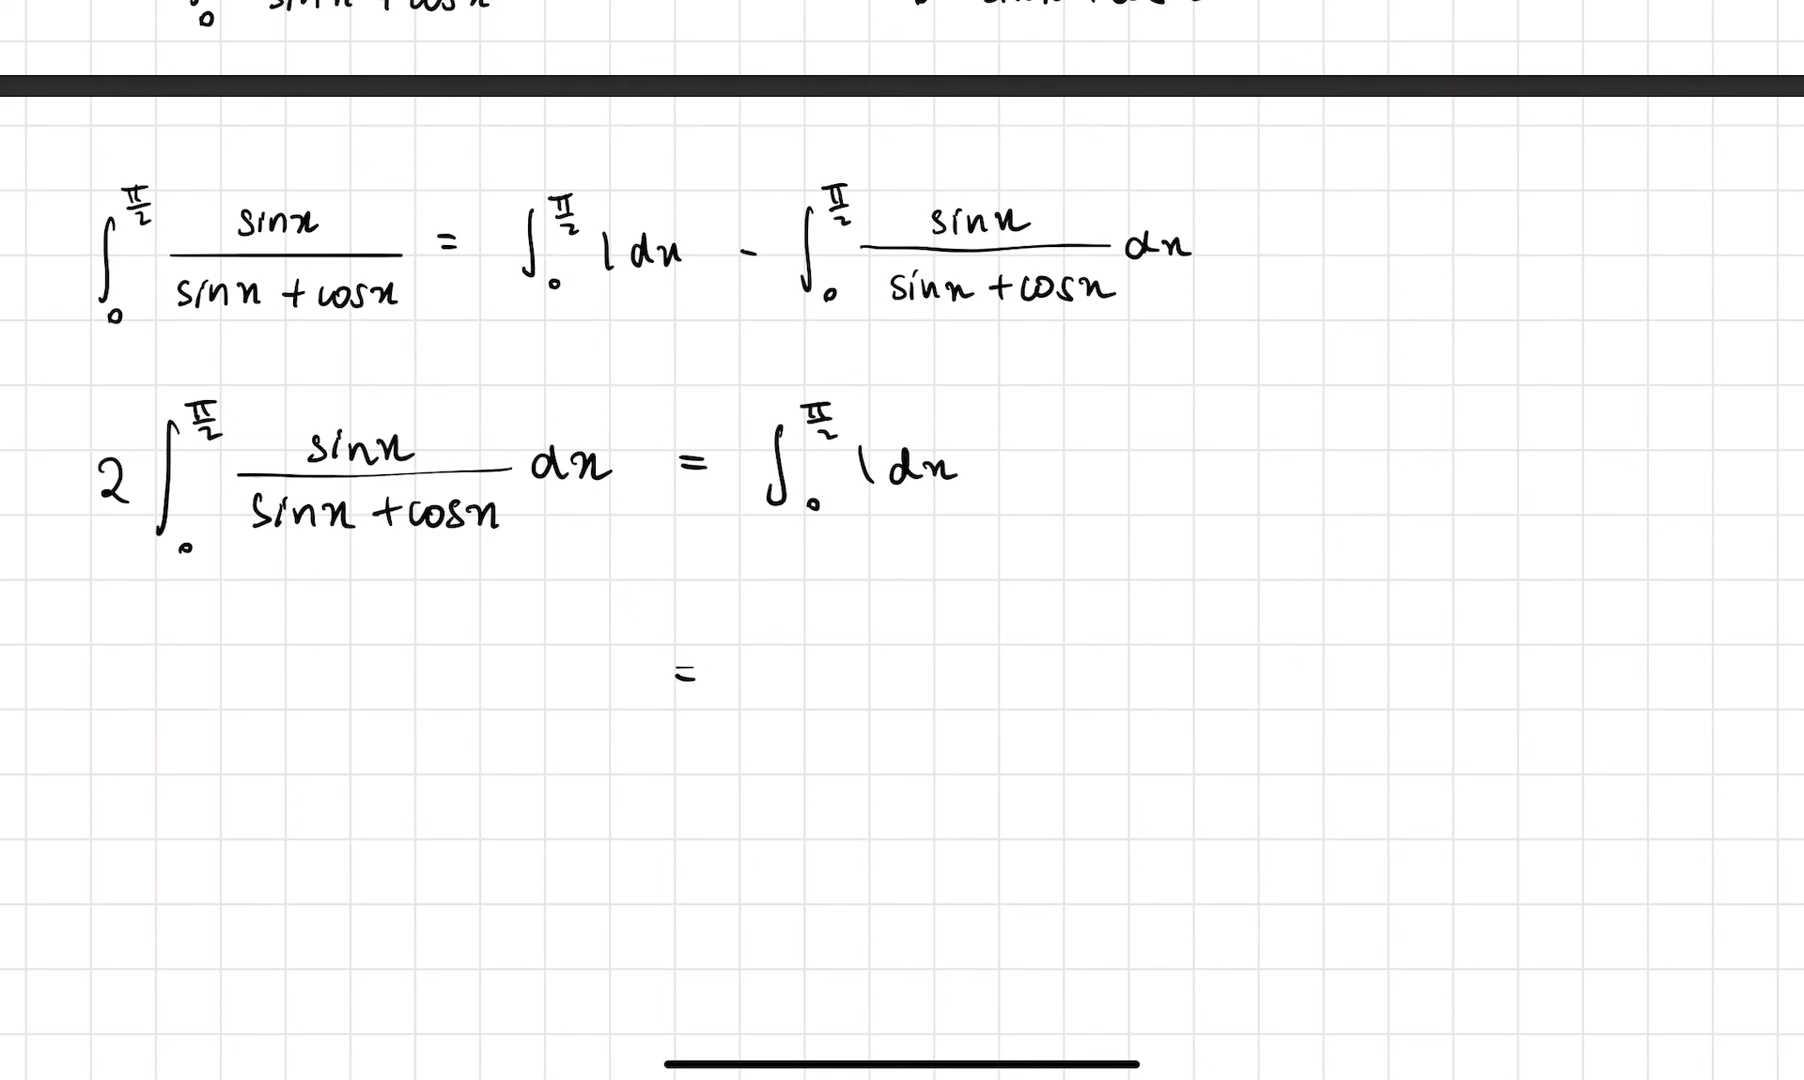 ∫₀^(π/2) sinx/(sinx + cosx) = ∫₀^(π/2) 1 dx - ∫₀^(π/2) sinx/(sinx + cosx) dx
2 ∫₀^(π/2) sinx/(sinx + cosx) dx = ∫₀^(π/2) 1 dx
=